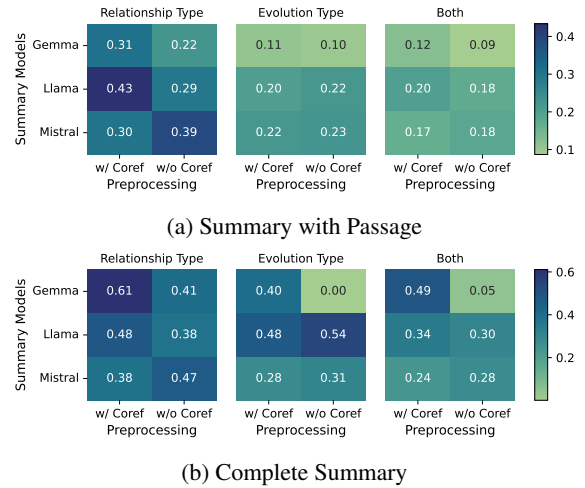 Relationship Type Evolution Type Both
Summary Models
Gemma 0.31 0.22 0.11 0.10 0.12 0.09
Llama 0.43 0.29 0.20 0.22 0.20 0.18
Mistral 0.30 0.39 0.22 0.23 0.17 0.18
0.4
0.3
0.2
0.1
w/ Coref w/o Coref w/ Coref w/o Coref w/ Coref w/o Coref
Preprocessing Preprocessing Preprocessing
(a) Summary with Passage
Relationship Type Evolution Type Both
Summary Models
Gemma 0.61 0.41 0.40 0.00 0.49 0.05
Llama 0.48 0.38 0.48 0.54 0.34 0.30
Mistral 0.38 0.47 0.28 0.31 0.24 0.28
0.6
0.4
0.2
w/ Coref w/o Coref w/ Coref w/o Coref w/ Coref w/o Coref
Preprocessing Preprocessing Preprocessing
(b) Complete Summary